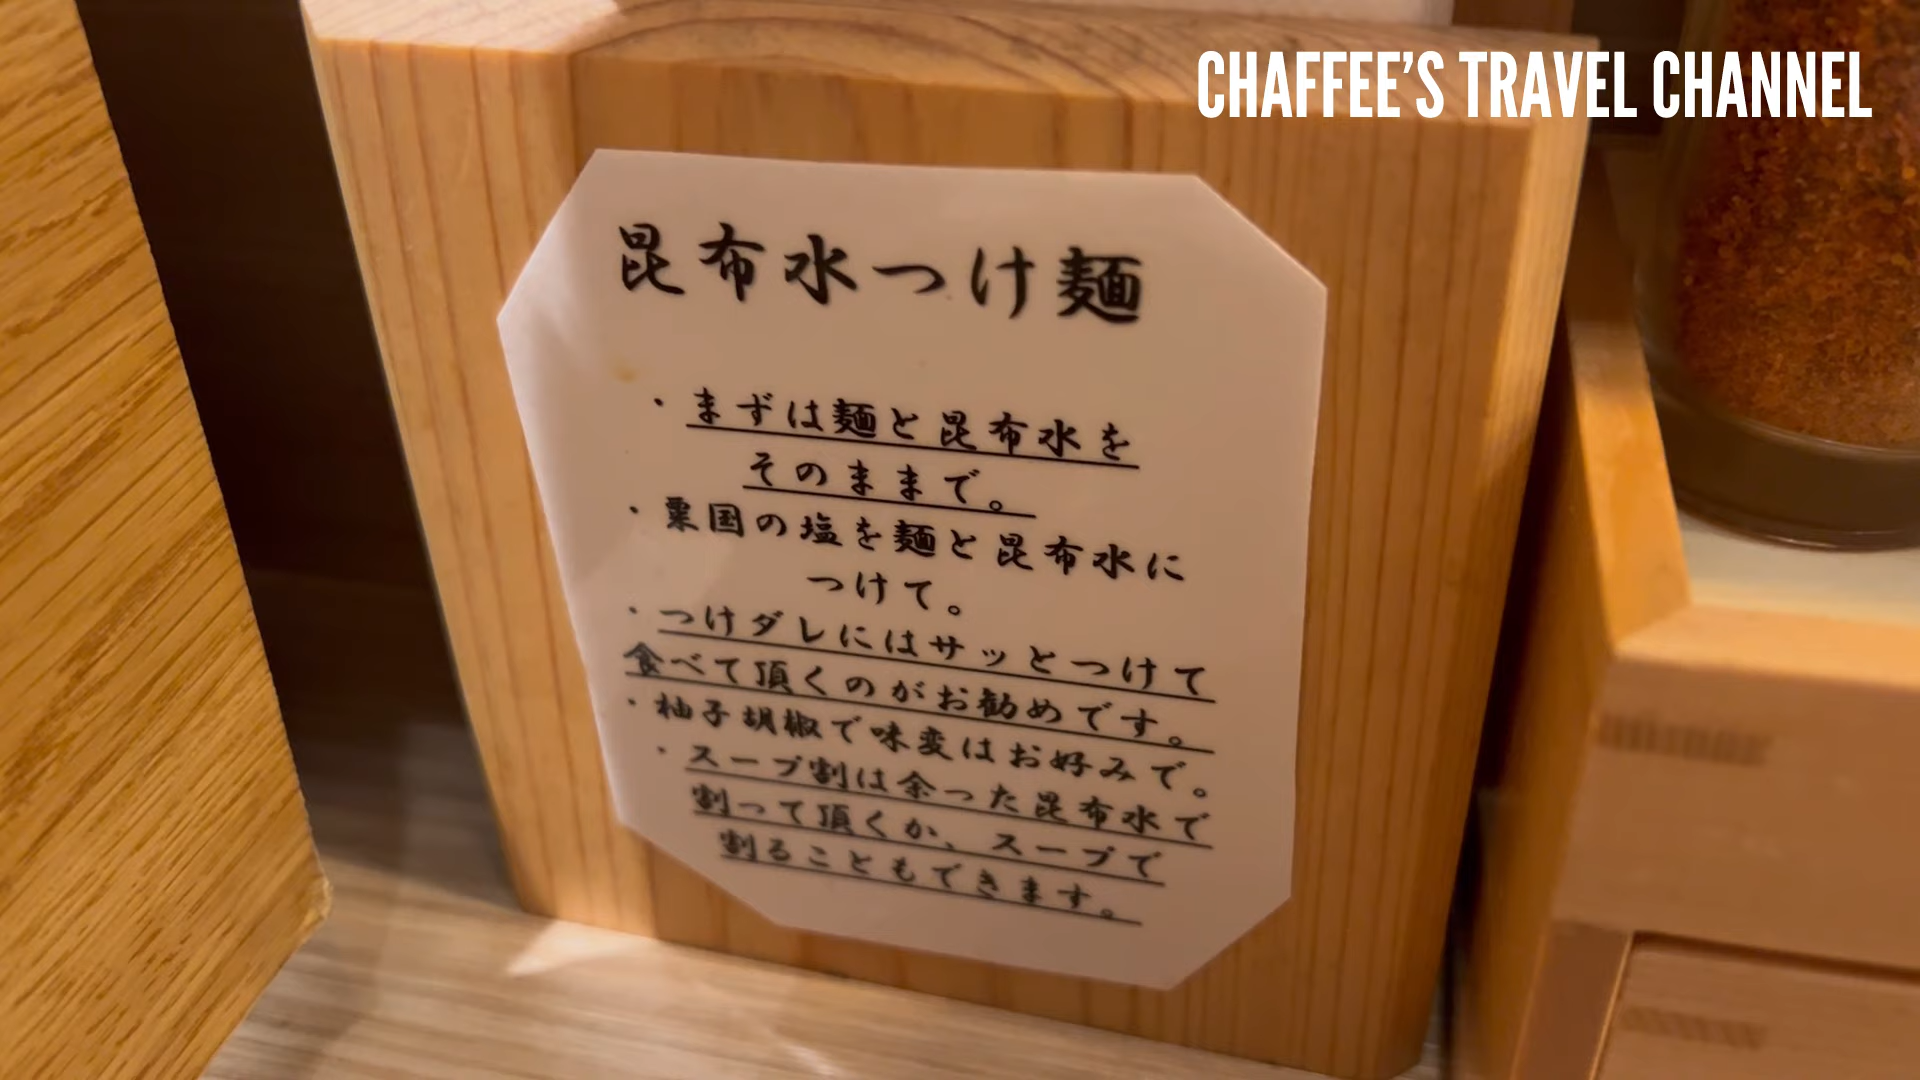 CHAFFEE'S TRAVEL CHANNEL
昆布水つけ麺
・まずは麺と昆布水を
そのままで。
・粟国の塩を麺と昆布水に
つけて。
・つけダレにはサッとつけて
食べて頂くのがお勧めです。
・柚子胡椒で味変はお好みで。
・スープ割は余った昆布水で
割って頂くか、スープで
割ることもできます。